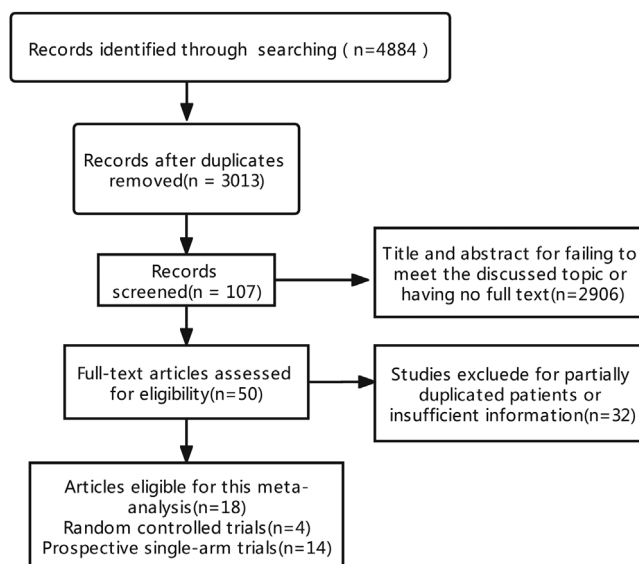 Records identified through searching ( n=4884 )
Records after duplicates
removed(n = 3013)
Records
screened(n = 107)
Title and abstract for failing to
meet the discussed topic or
having no full text(n=2906)
Full-text articles assessed
for eligibility(n=50)
Studies excluede for partially
duplicated patients or
insufficient information(n=32)
Articles eligible for this meta-
analysis(n=18)
Random controlled trials(n=4)
Prospective single-arm trials(n=14)